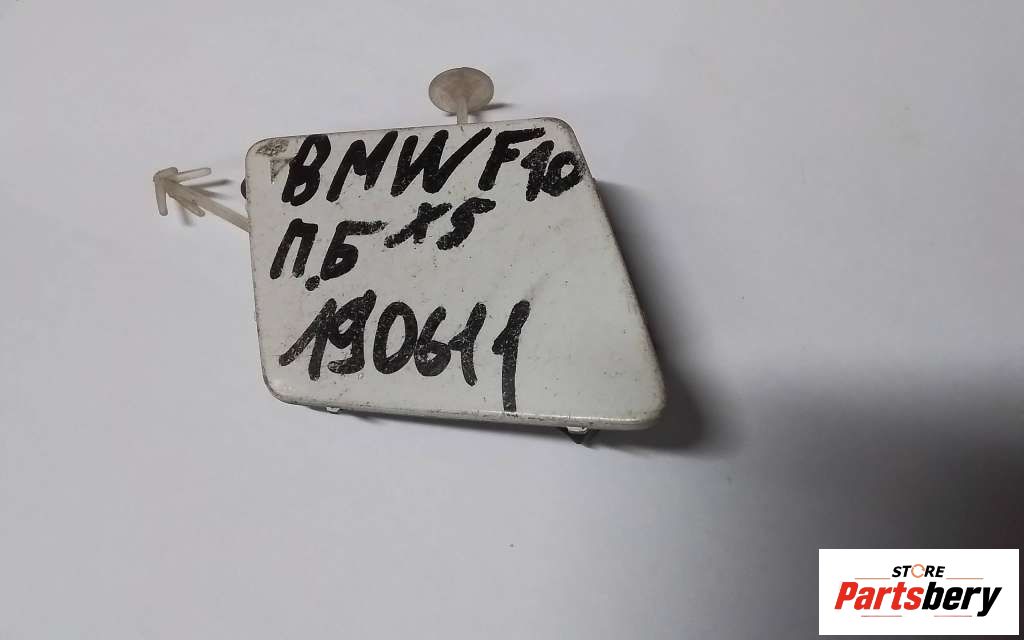 BMW F10
П.Б X5
190611
STORE
Partsbery